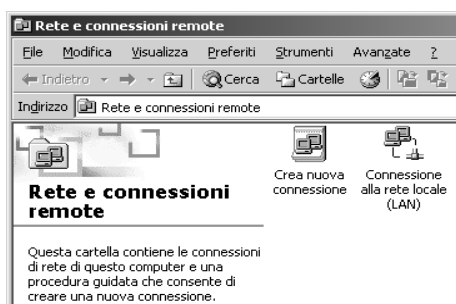 Rete e connessioni remote
File Modifica Visualizza Preferiti Strumenti Avanzate ?
Indietro Cerca Cartelle
Indirizzo Rete e connessioni remote
Rete e connessioni
remote
Questa cartella contiene le connessioni
di rete di questo computer e una
procedura guidata che consente di
creare una nuova connessione.
Crea nuova
connessione
Connessione
alla rete locale
(LAN)